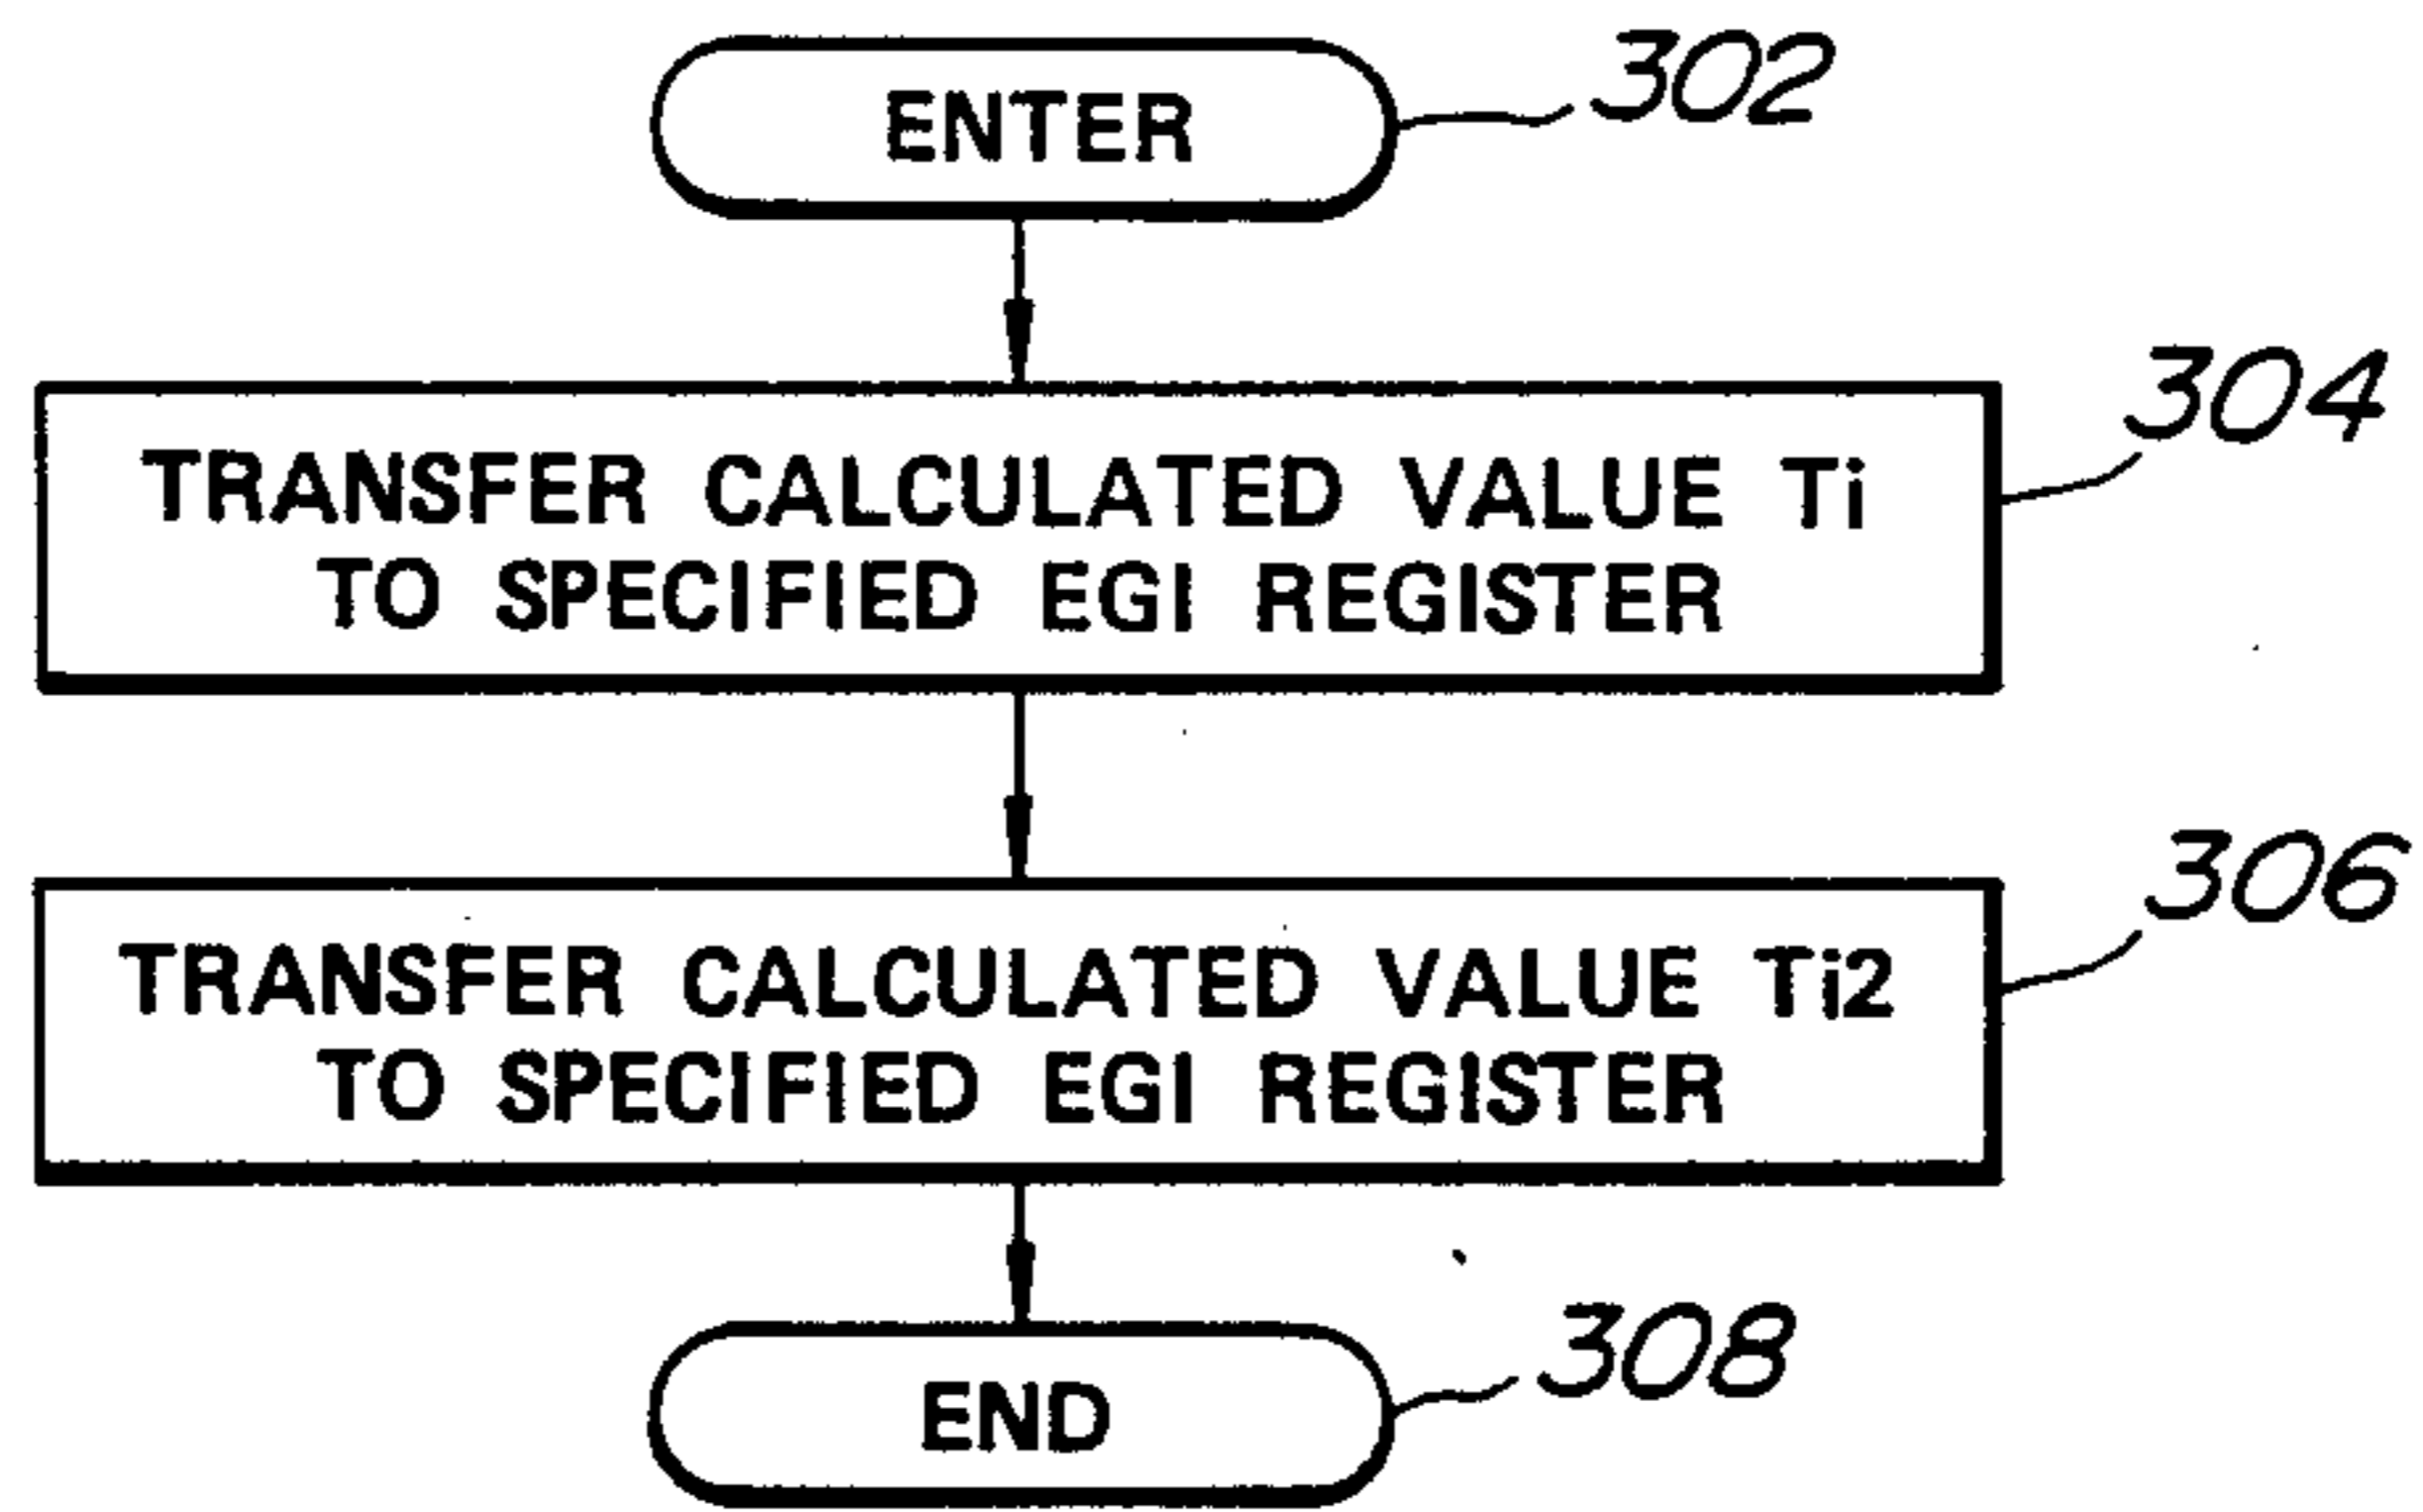 ENTER
302
304
TRANSFER CALCULATED VALUE Ti
TO SPECIFIED EGI REGISTER
306
TRANSFER CALCULATED VALUE Ti2
TO SPECIFIED EGI REGISTER
308
END